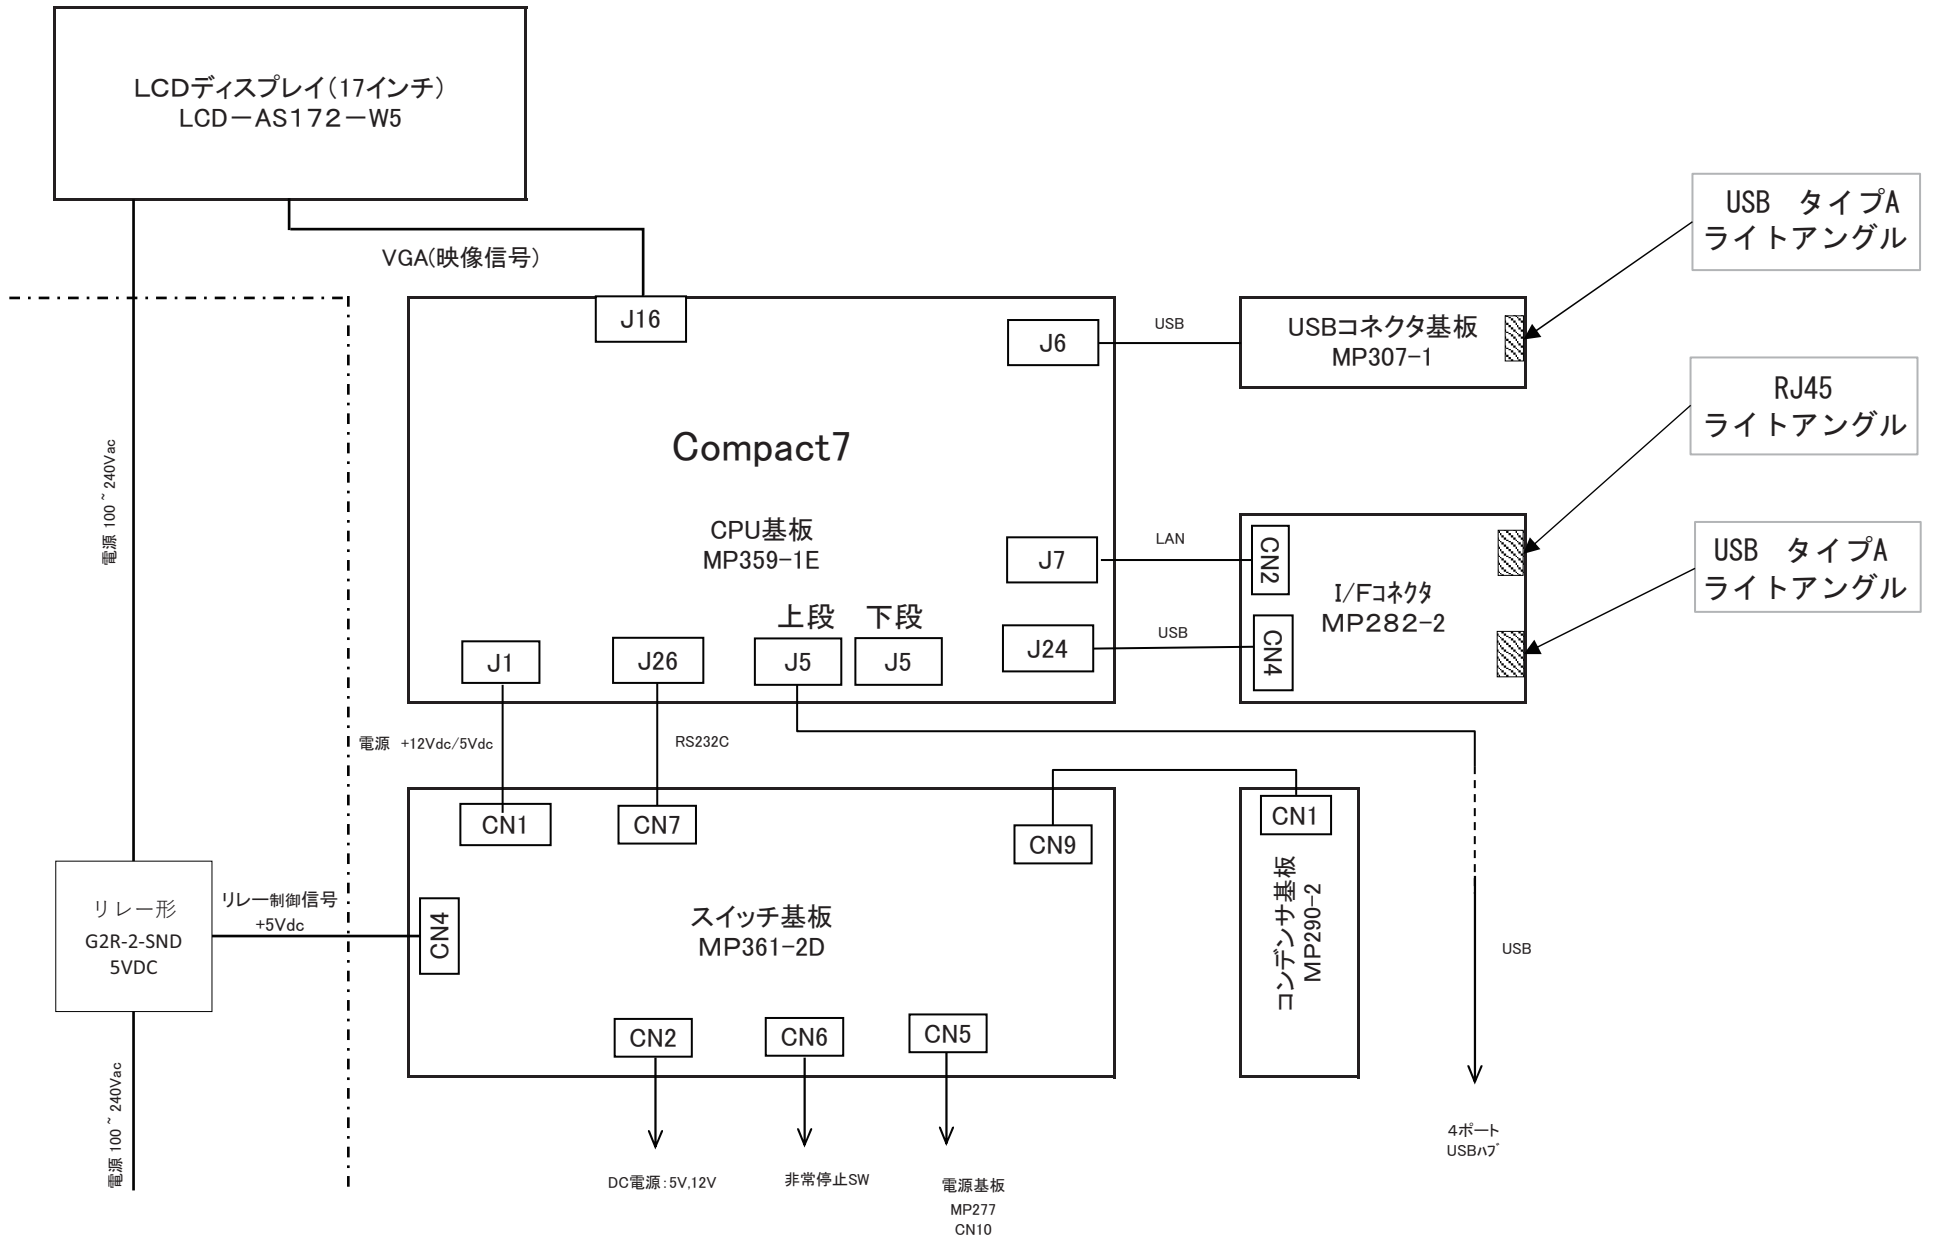 LCDディスプレイ(17インチ)
LCD－AS172－W5
VGA(映像信号)
電源 100 ~ 240Vac
J16
J6
USB
USBコネクタ基板
MP307-1
USB　タイプA
ライトアングル
RJ45
ライトアングル
USB　タイプA
ライトアングル
Compact7
CPU基板
MP359-1E
J7
LAN
CN2
I/Fコネクタ
MP282-2
上段
下段
J1
J26
J5
J5
J24
USB
CN4
電源 +12Vdc/5Vdc
RS232C
CN1
CN7
CN9
CN1
コンデンサ基板
MP290-2
リレー形
G2R-2-SND
5VDC
リレー制御信号
+5Vdc
CN4
スイッチ基板
MP361-2D
USB
CN2
CN6
CN5
電源 100 ~ 240Vac
DC電源:5V,12V
非常停止SW
電源基板
MP277
CN10
4ポート
USBハブ